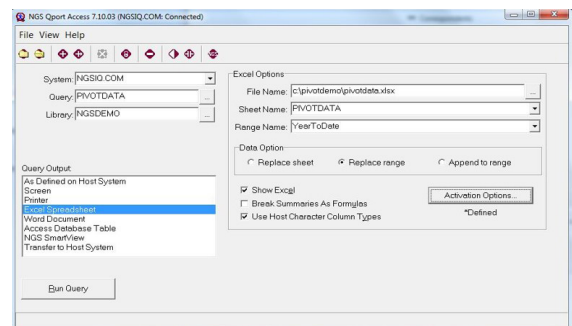 NGS Qport Access 7.10.03 (NGSIQ.COM: Connected)
File View Help
System: NGSIQ.COM
Query: PIVOTDATA ...
Library: NGSDEMO ...
Query Output
As Defined on Host System
Screen
Printer
Excel Spreadsheet
Word Document
Access Database Table
NGS SmartView
Transfer to Host System
Run Query
Excel Options
File Name: c:\pivotdemo\pivotdata.xlsx ...
Sheet Name: PIVOTDATA
Range Name: YearToDate
Data Option
Replace sheet Replace range Append to range
Show Excel
Break Summaries As Formulas
Use Host Character Column Types
Activation Options...
*Defined